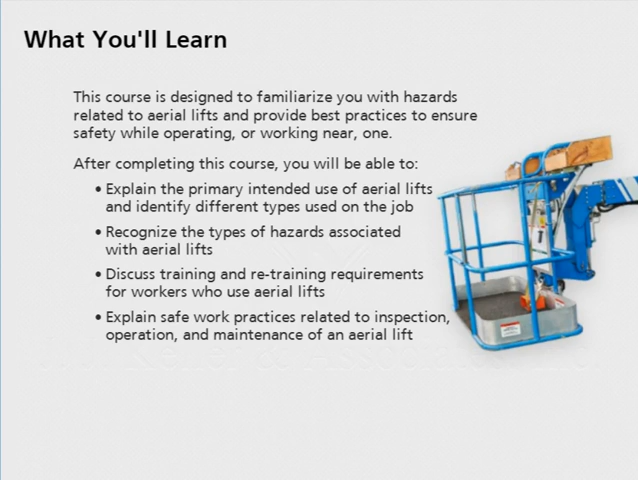 What You'll Learn
This course is designed to familiarize you with hazards
related to aerial lifts and provide best practices to ensure
safety while operating, or working near, one.
After completing this course, you will be able to:
• Explain the primary intended use of aerial lifts
and identify different types used on the job
• Recognize the types of hazards associated
with aerial lifts
• Discuss training and re-training requirements
for workers who use aerial lifts
• Explain safe work practices related to inspection,
operation, and maintenance of an aerial lift